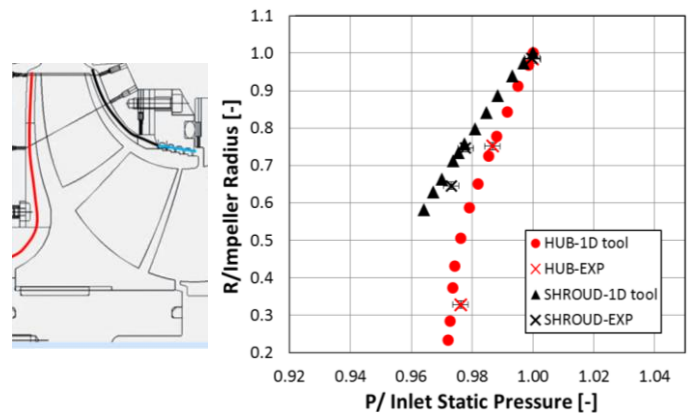 1.1
1.0
0.9
0.8
0.7
0.6
0.5
0.4
0.3
0.2
R/Impeller Radius [-]
HUB-1D tool
HUB-EXP
SHROUD-1D tool
SHROUD-EXP
0.92
0.94
0.96
0.98
1.00
1.02
1.04
P/ Inlet Static Pressure [-]